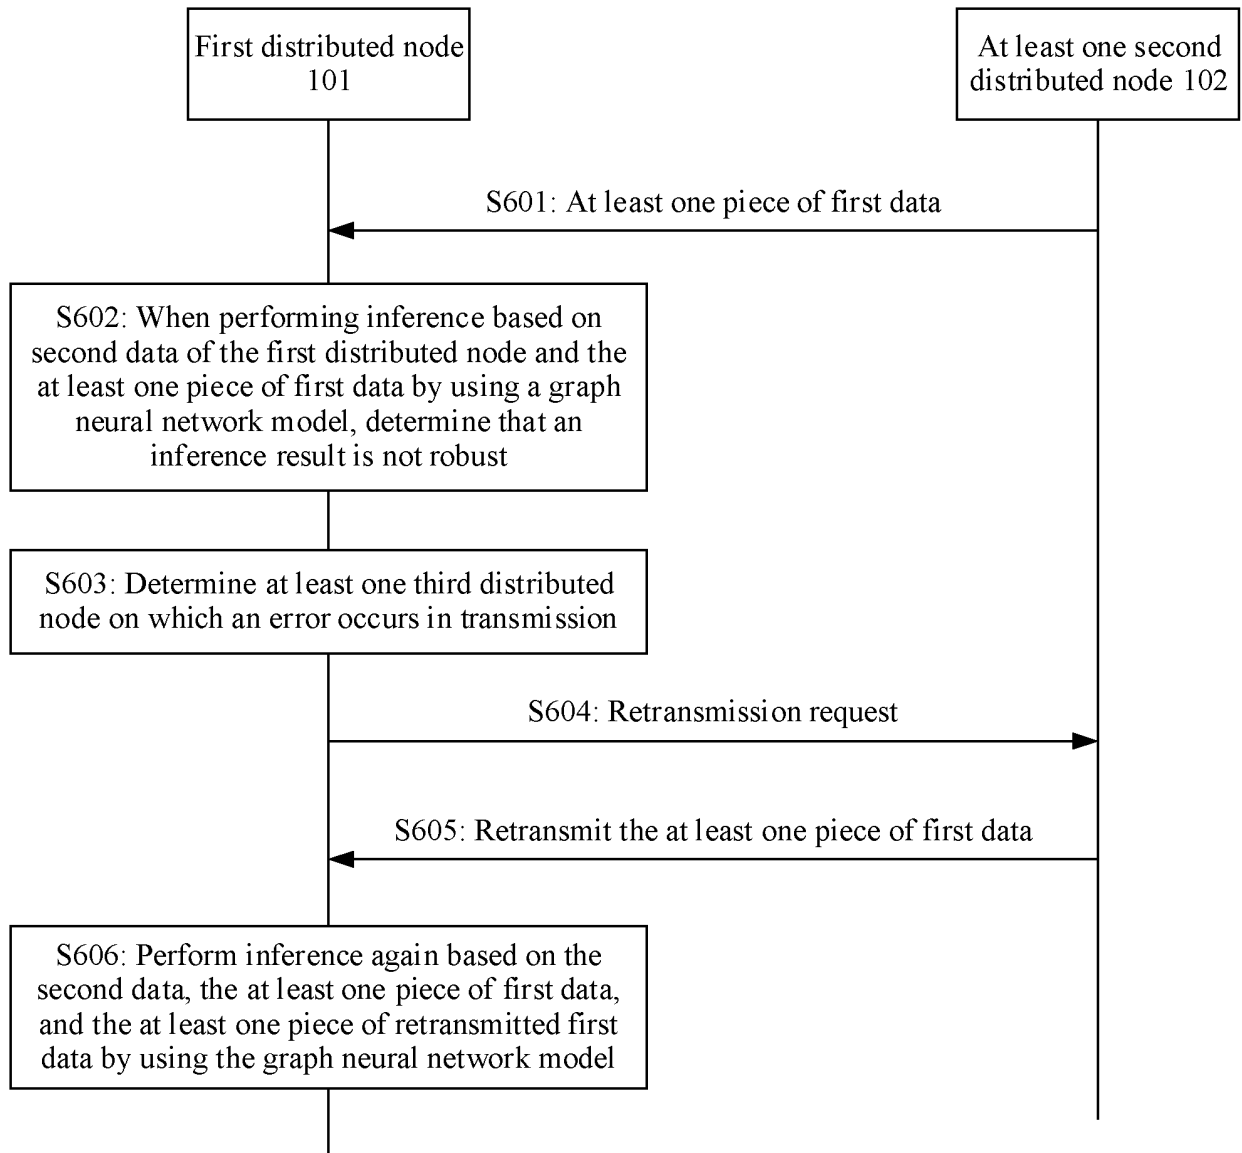 First distributed node
101
At least one second
distributed node 102
S601: At least one piece of first data
S602: When performing inference based on
second data of the first distributed node and the
at least one piece of first data by using a graph
neural network model, determine that an
inference result is not robust
S603: Determine at least one third distributed
node on which an error occurs in transmission
S604: Retransmission request
S605: Retransmit the at least one piece of first data
S606: Perform inference again based on the
second data, the at least one piece of first data,
and the at least one piece of retransmitted first
data by using the graph neural network model